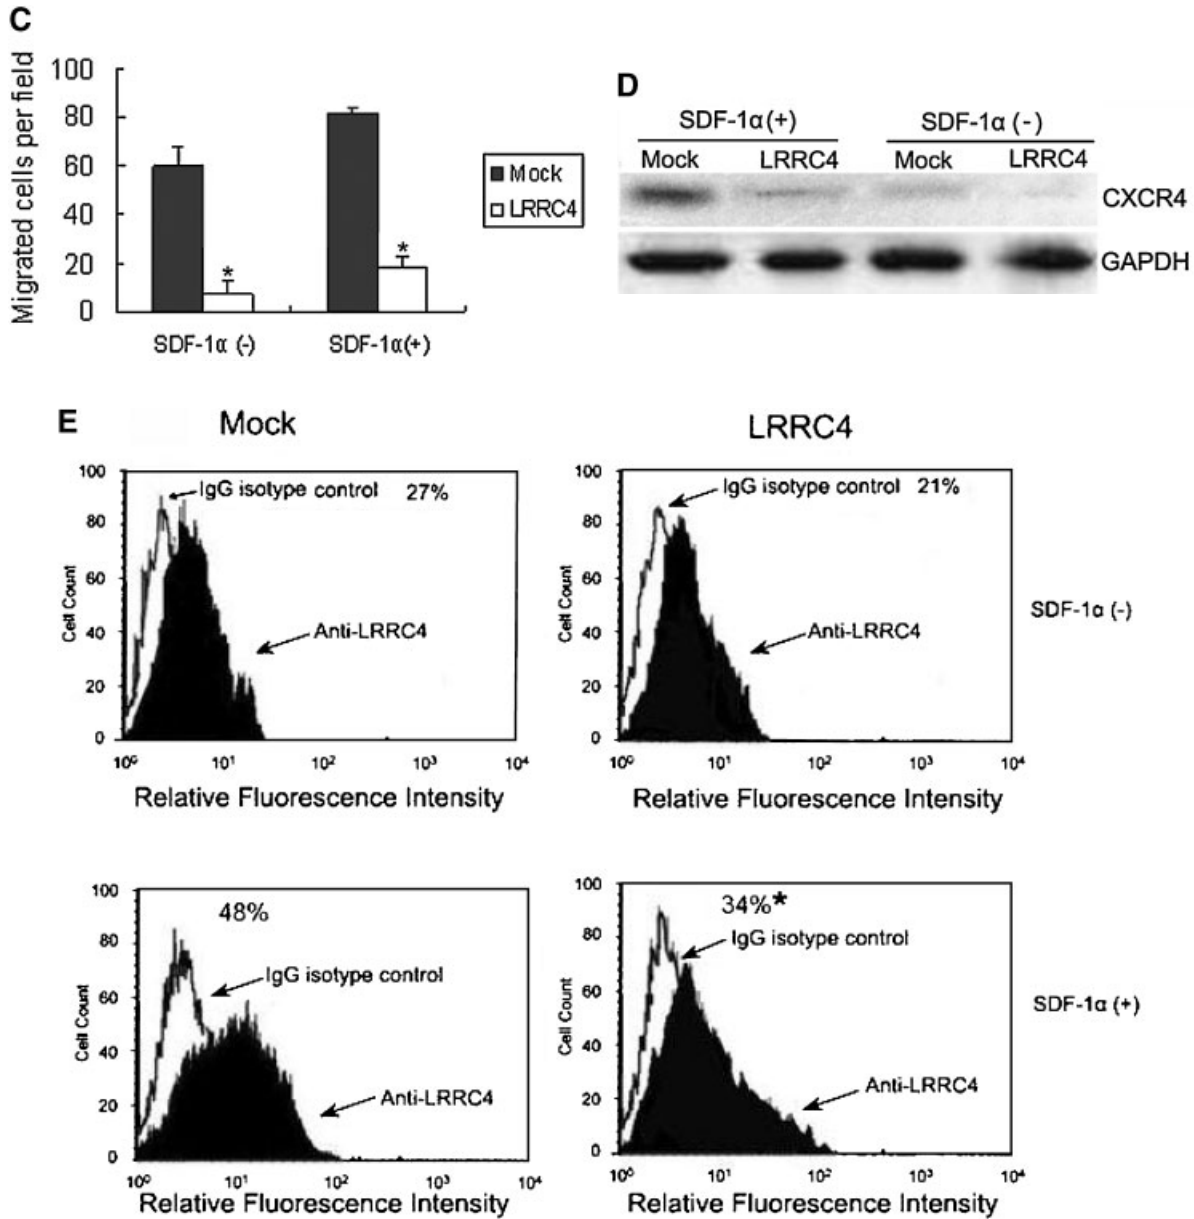 C
Migrated cells per field
100
80
60
40
20
0
*
*
SDF-1α (-)
SDF-1α(+)
Mock
LRRC4
D
SDF-1α (+)
SDF-1α (-)
Mock
LRRC4
Mock
LRRC4
CXCR4
GAPDH
E
Mock
LRRC4
100
80
60
40
20
0
Cell Count
IgG isotype control 27%
Anti-LRRC4
10⁰ 10¹ 10² 10³ 10⁴
Relative Fluorescence Intensity
100
80
60
40
20
0
Cell Count
IgG isotype control 21%
Anti-LRRC4
10⁰ 10¹ 10² 10³ 10⁴
Relative Fluorescence Intensity
SDF-1α (-)
100
80
60
40
20
0
Cell Count
48%
IgG isotype control
Anti-LRRC4
10⁰ 10¹ 10² 10³ 10⁴
Relative Fluorescence Intensity
100
80
60
40
20
0
Cell Count
34%*
IgG isotype control
Anti-LRRC4
10⁰ 10¹ 10² 10³ 10⁴
Relative Fluorescence Intensity
SDF-1α (+)